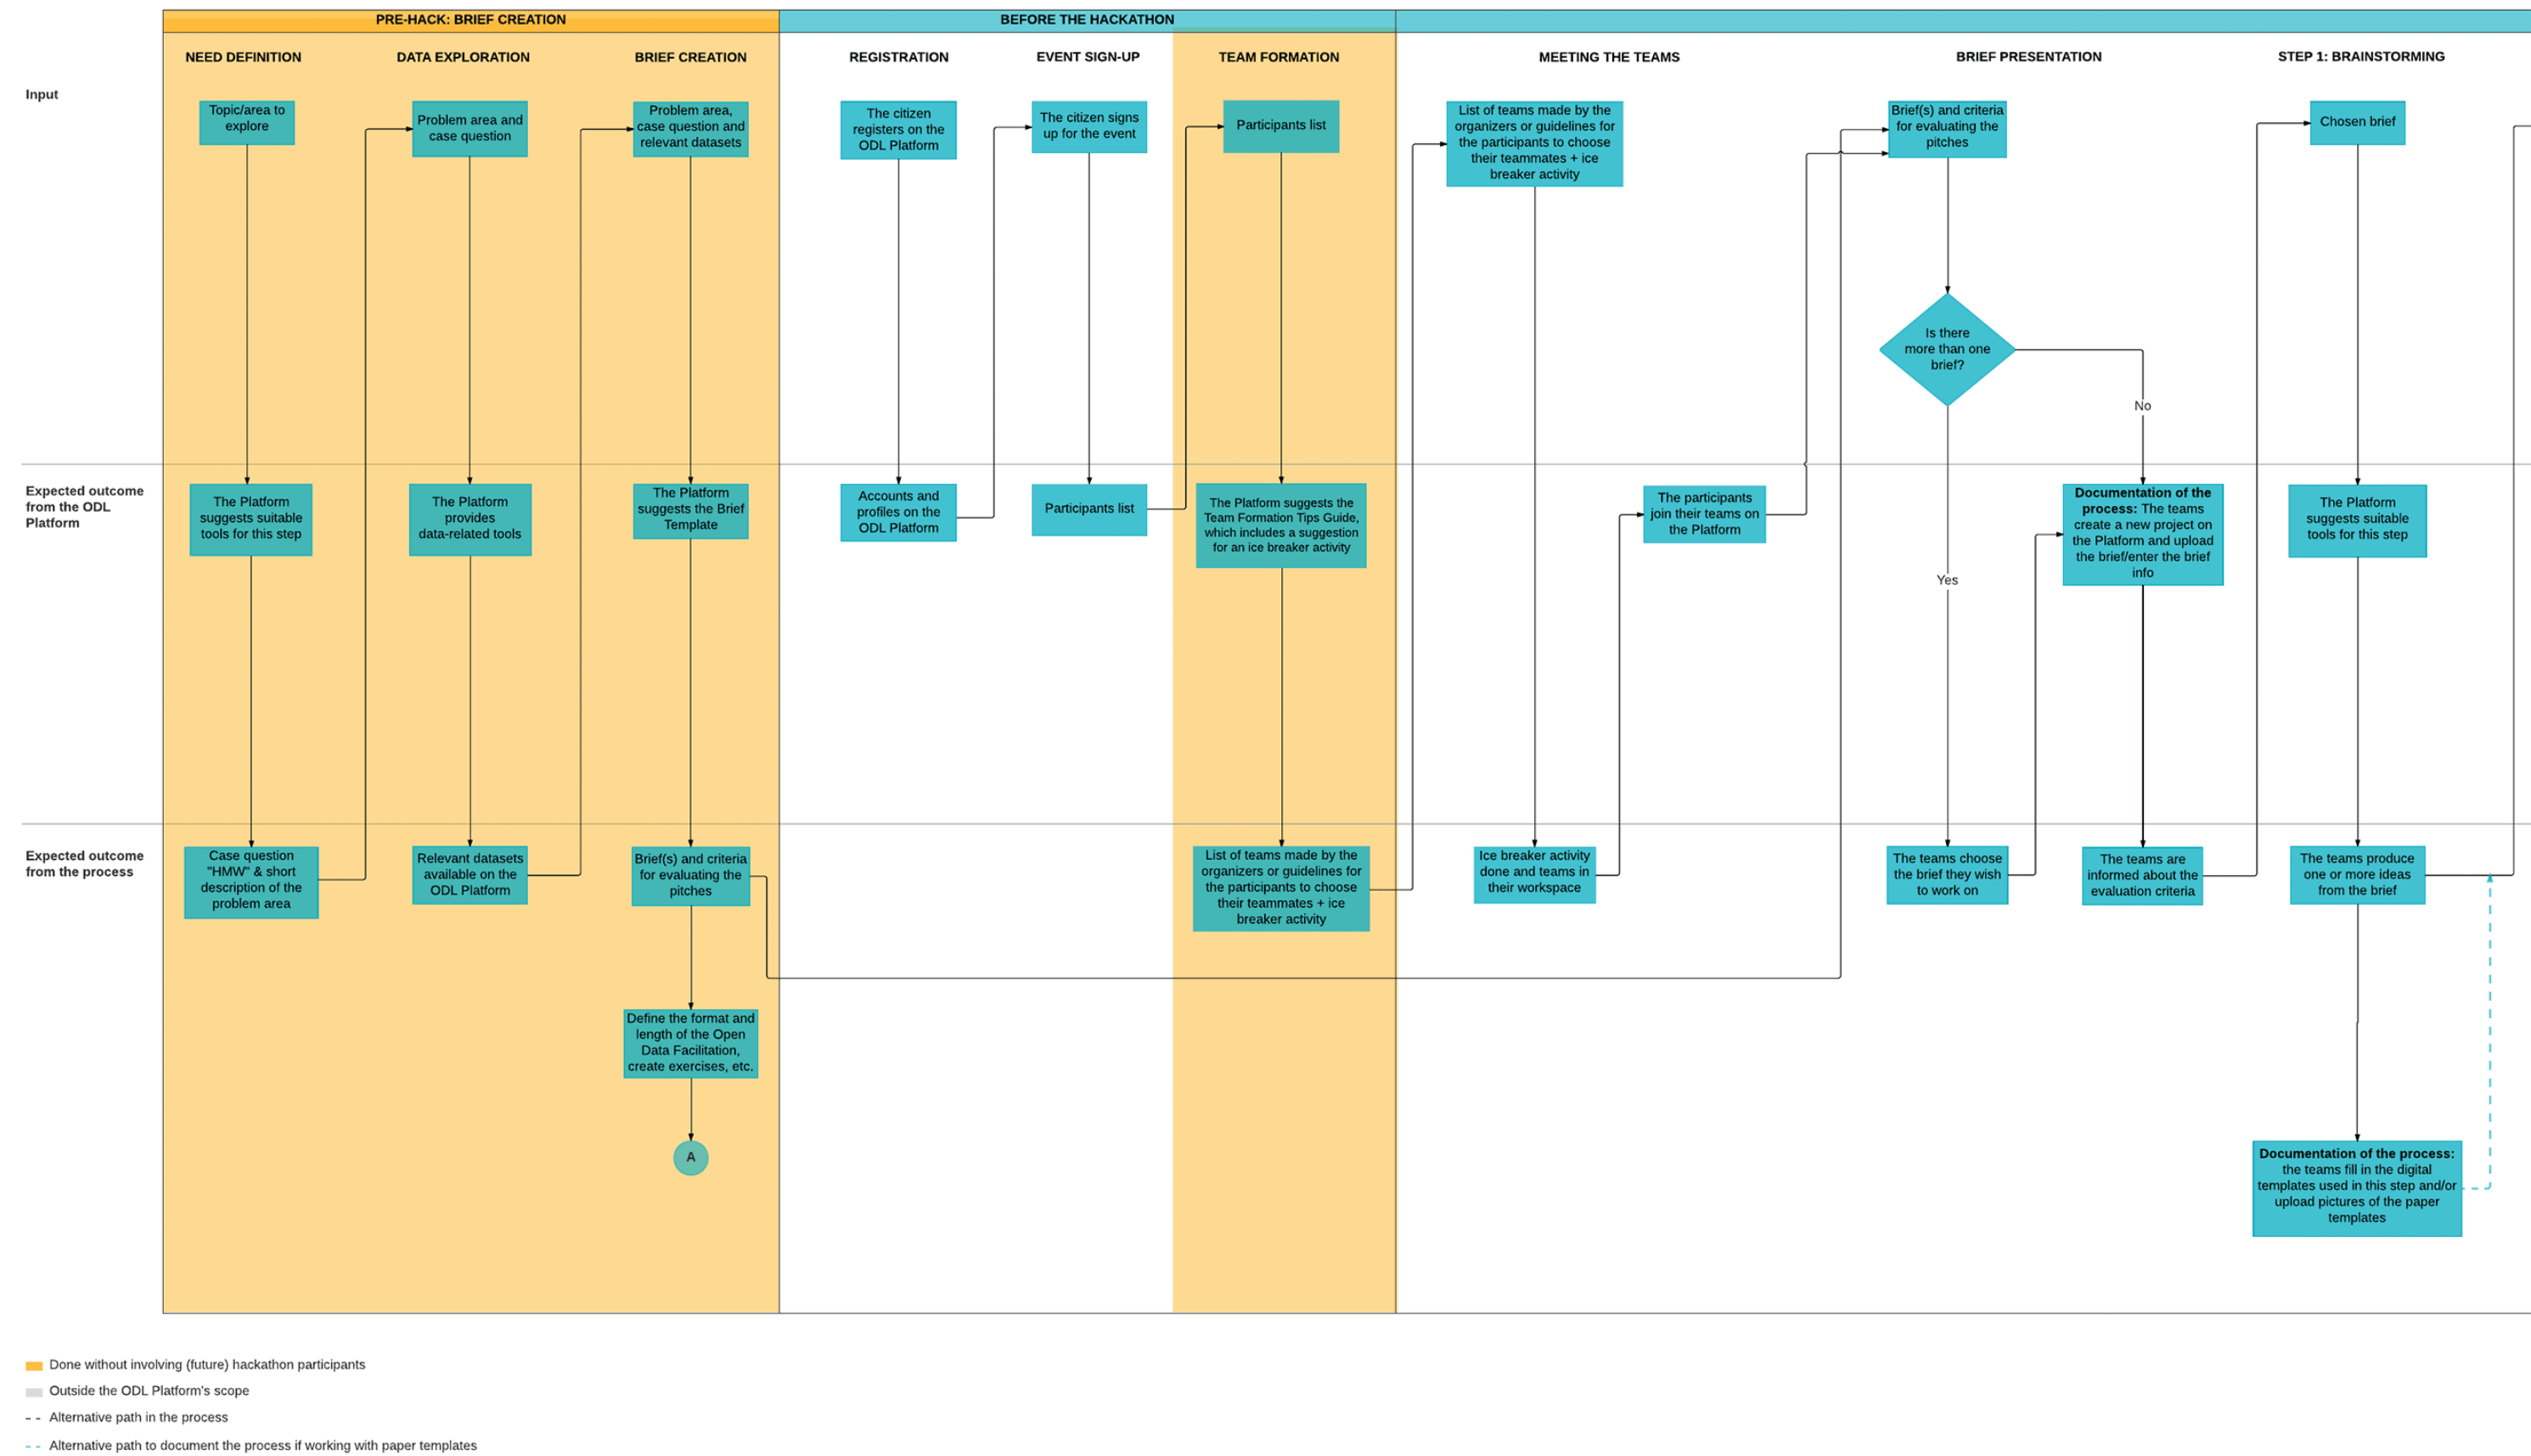 PRE-HACK: BRIEF CREATION
BEFORE THE HACKATHON
NEED DEFINITION
DATA EXPLORATION
BRIEF CREATION
REGISTRATION
EVENT SIGN-UP
TEAM FORMATION
MEETING THE TEAMS
BRIEF PRESENTATION
STEP 1: BRAINSTORMING
Input
Topic/area to
explore
Problem area and
case question
Problem area,
case question and
relevant datasets
The citizen
registers on the
ODL Platform
The citizen signs
up for the event
Participants list
List of teams made by the
organizers or guidelines for
the participants to choose
their teammates + ice
breaker activity
Brief(s) and criteria
for evaluating the
pitches
Chosen brief
Is there
more than one
brief?
No
Yes
Expected outcome
from the ODL
Platform
The Platform
suggests suitable
tools for this step
The Platform
provides
data-related tools
The Platform
suggests the Brief
Template
Accounts and
profiles on the
ODL Platform
Participants list
The Platform suggests the
Team Formation Tips Guide,
which includes a suggestion
for an ice breaker activity
The participants
join their teams on
the Platform
Documentation of the
process: The teams
create a new project on
the Platform and upload
the brief/enter the brief
info
The Platform
suggests suitable
tools for this step
Expected outcome
from the process
Case question
"HMW" & short
description of the
problem area
Relevant datasets
available on the
ODL Platform
Brief(s) and criteria
for evaluating the
pitches
List of teams made by the
organizers or guidelines for
the participants to choose
their teammates + ice
breaker activity
Ice breaker activity
done and teams in
their workspace
The teams choose
the brief they wish
to work on
The teams are
informed about the
evaluation criteria
The teams produce
one or more ideas
from the brief
Define the format and
length of the Open
Data Facilitation,
create exercises, etc.
A
Documentation of the process:
the teams fill in the digital
templates used in this step and/or
upload pictures of the paper
templates
Done without involving (future) hackathon participants
Outside the ODL Platform's scope
Alternative path in the process
Alternative path to document the process if working with paper templates